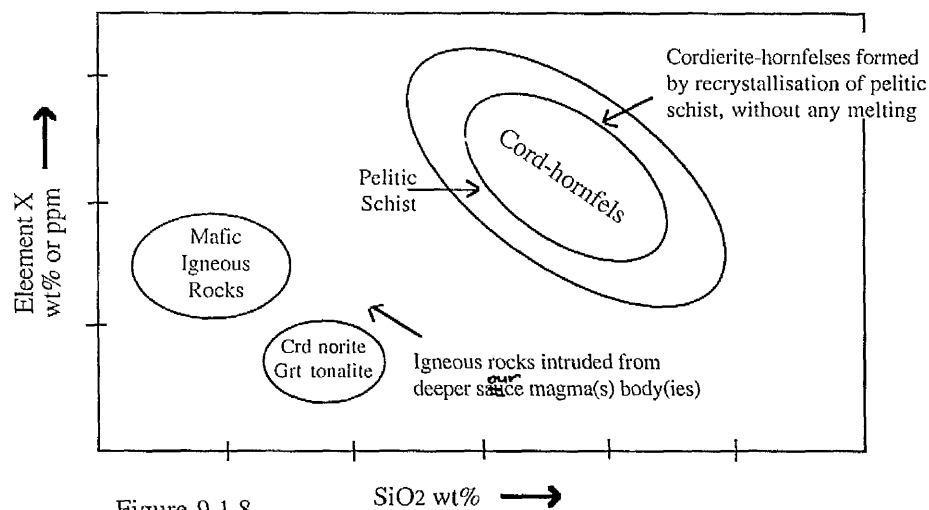 Cordierite-hornfelses formed
by recrystallisation of pelitic
schist, without any melting
Cord-hornfels
Pelitic
Schist
Eleement X
wt% or ppm
Mafic
Igneous
Rocks
Crd norite
Grt tonalite
Igneous rocks intruded from
deeper source magma(s) body(ies)
SiO2 wt%
Figure 9.1.8